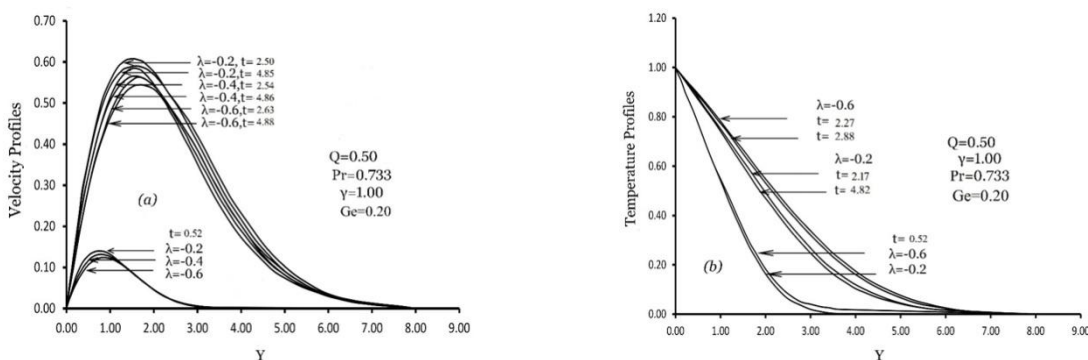 0.70
0.60
0.50
0.40
0.30
0.20
0.10
0.00
Velocity Profiles
λ=-0.2, t= 2.50
λ=-0.2,t= 4.85
λ=-0.4,t= 2.54
λ=-0.4,t= 4.86
λ=-0.6,t= 2.63
λ=-0.6,t= 4.88
Q=0.50
Pr=0.733
γ=1.00
Ge=0.20
(a)
t= 0.52
λ=-0.2
λ=-0.4
λ=-0.6
0.00 1.00 2.00 3.00 4.00 5.00 6.00 7.00 8.00 9.00
Y
1.20
1.00
0.80
0.60
0.40
0.20
0.00
Temperature Profiles
λ=-0.6
t= 2.27
t= 2.88
λ=-0.2
t= 2.17
t= 4.82
Q=0.50
γ=1.00
Pr=0.733
Ge=0.20
(b)
t= 0.52
λ=-0.6
λ=-0.2
0.00 1.00 2.00 3.00 4.00 5.00 6.00 7.00 8.00 9.00
Y